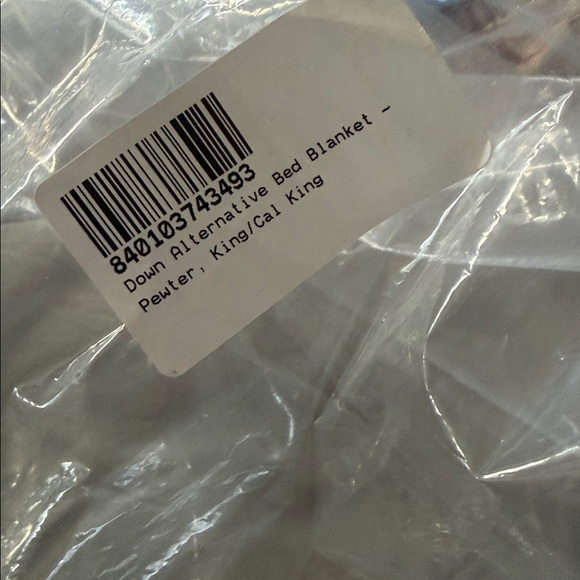 840103743493
Down Alternative Bed Blanket -
Pewter, King/Cal King